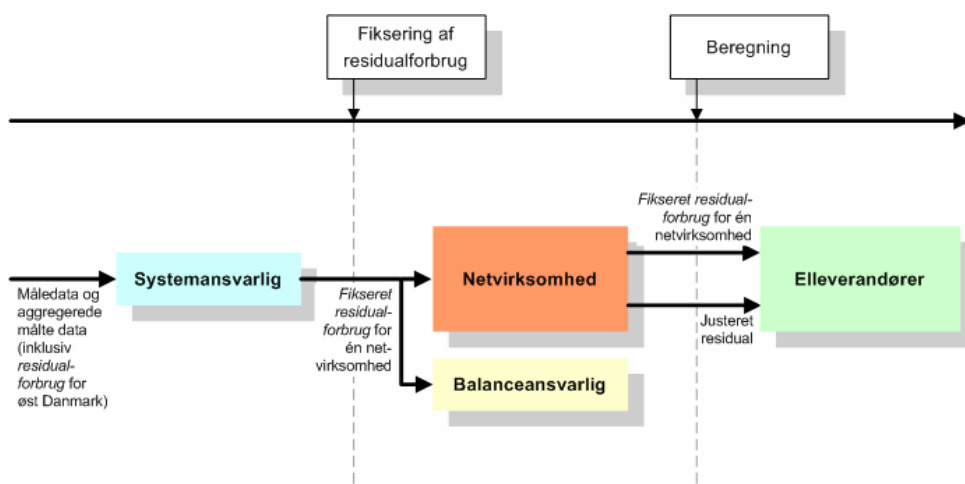 Fiksering af
residualforbrug
Beregning
Systemansvarlig
Måledata og
aggregerede
målte data
(inklusiv
residual-
forbrug for
øst Danmark)
Fikseret
residual-
forbrug for
én net-
virksomhed
Netvirksomhed
Balanceansvarlig
Fikseret residual-
forbrug for én
netvirksomhed
Justeret
residual
Elleverandører